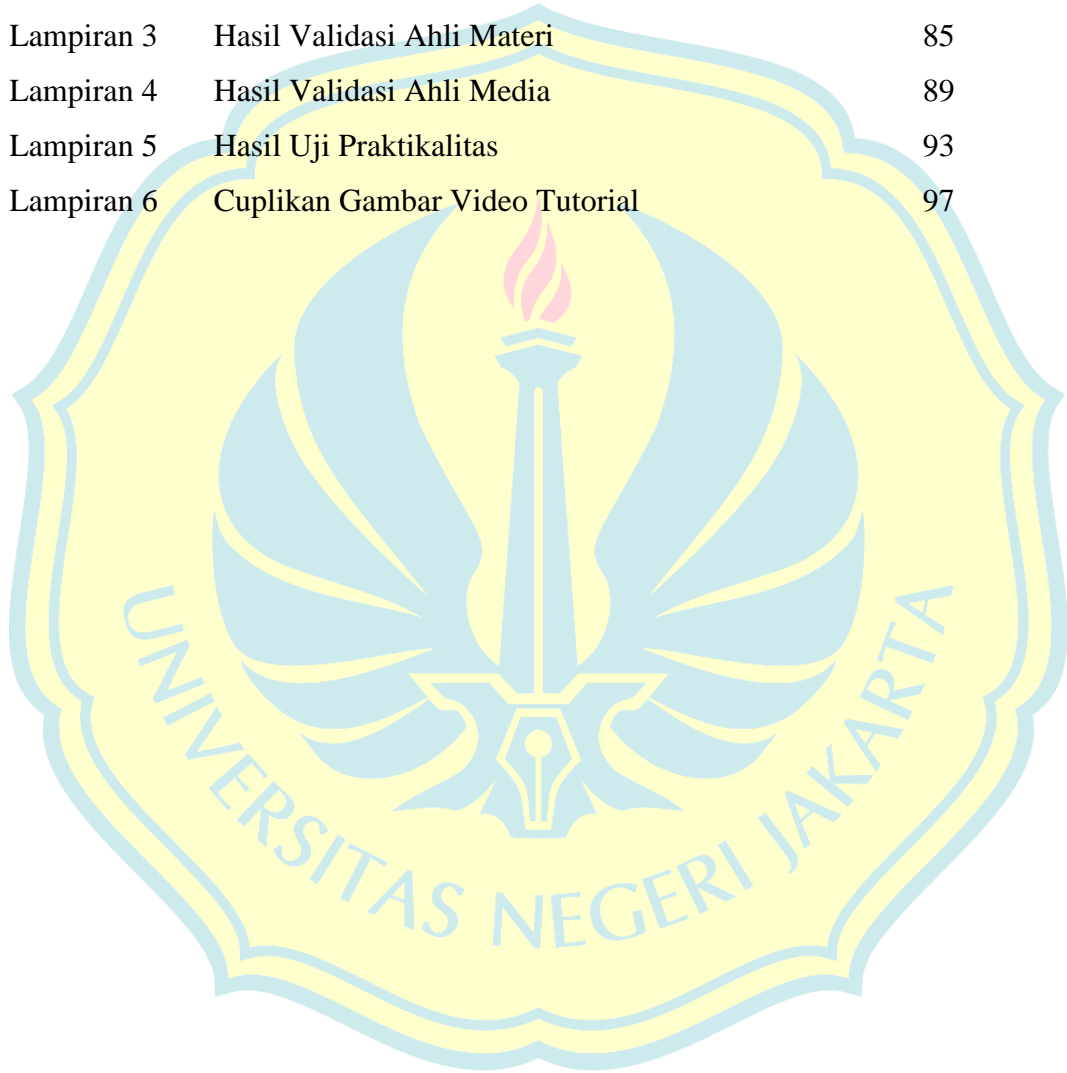 Lampiran 3 Hasil Validasi Ahli Materi 85
Lampiran 4 Hasil Validasi Ahli Media 89
Lampiran 5 Hasil Uji Praktikalitas 93
Lampiran 6 Cuplikan Gambar Video Tutorial 97
UNIVERSITAS NEGERI JAKARTA